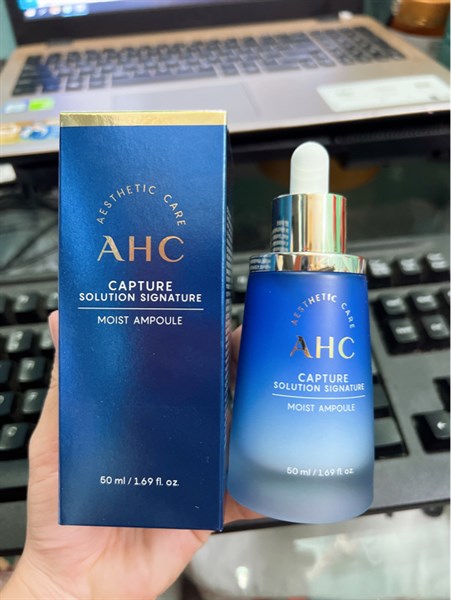 AESTHETIC CARE
AHC
CAPTURE
SOLUTION SIGNATURE
MOIST AMPOULE
50 ml / 1.69 fl. oz.
AESTHETIC CARE
AHC
CAPTURE
SOLUTION SIGNATURE
MOIST AMPOULE
50 ml / 1.69 fl. oz.